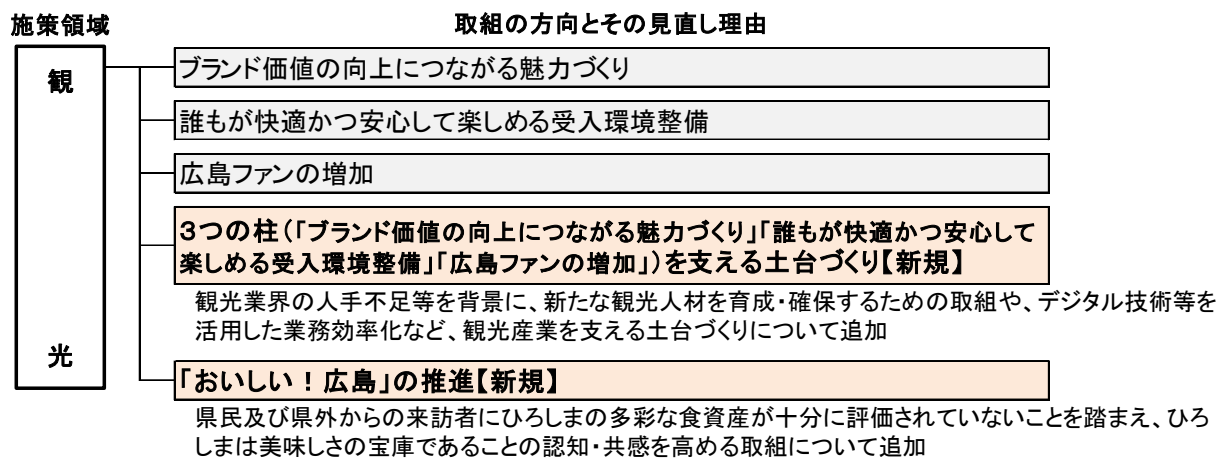 施策領域
取組の方向とその見直し理由
観光
ブランド価値の向上につながる魅力づくり
誰もが快適かつ安心して楽しめる受入環境整備
広島ファンの増加
３つの柱（「ブランド価値の向上につながる魅力づくり」「誰もが快適かつ安心して
楽しめる受入環境整備」「広島ファンの増加」）を支える土台づくり【新規】
観光業界の人手不足等を背景に、新たな観光人材を育成・確保するための取組や、デジタル技術等を
活用した業務効率化など、観光産業を支える土台づくりについて追加
「おいしい！広島」の推進【新規】
県民及び県外からの来訪者にひろしまの多彩な食資産が十分に評価されていないことを踏まえ、ひろ
しまは美味しさの宝庫であることの認知・共感を高める取組について追加